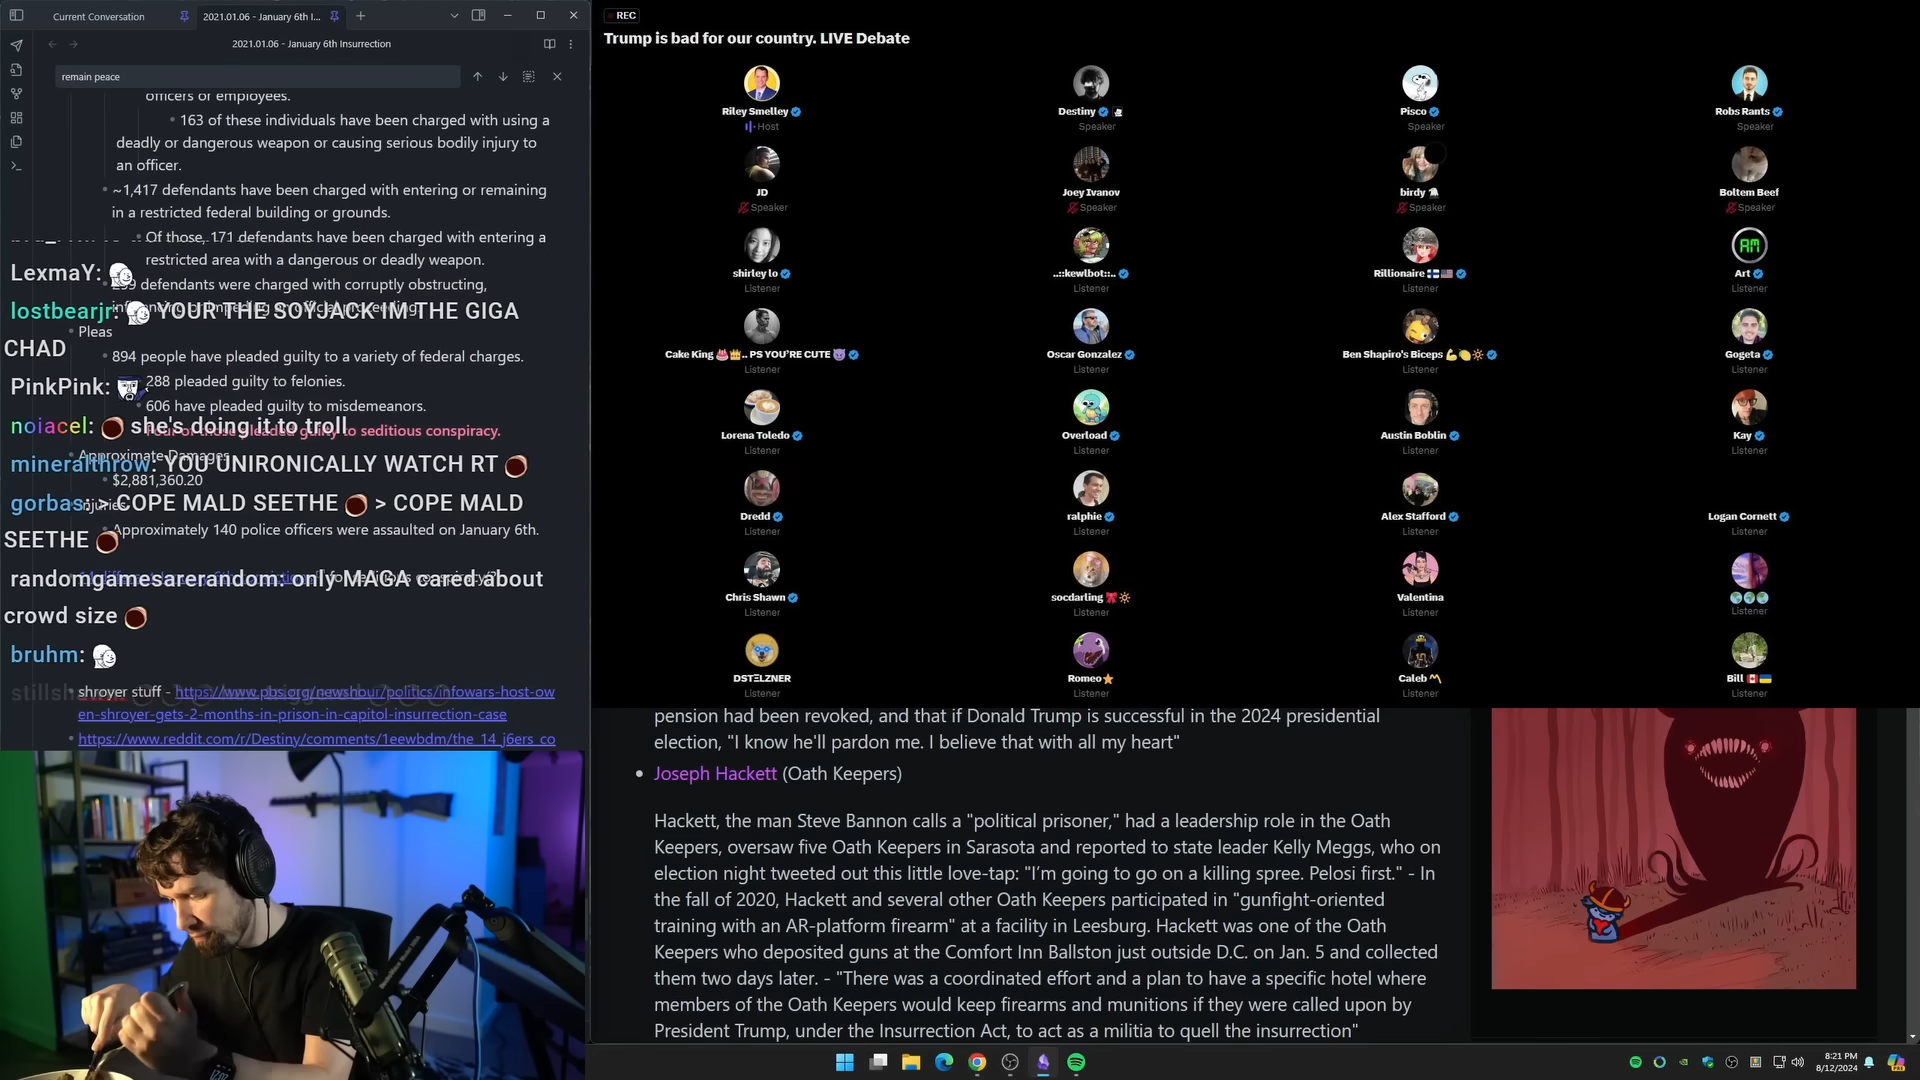 Current Conversation
2021.01.06 - January 6th I...
2021.01.06 - January 6th Insurrection
remain peace
officers or employees.
163 of these individuals have been charged with using a
deadly or dangerous weapon or causing serious bodily injury to
an officer.
~1,417 defendants have been charged with entering or remaining
in a restricted federal building or grounds.
Of those, 171 defendants have been charged with entering a
restricted area with a dangerous or deadly weapon.
LexmaY:
defendants were charged with corruptly obstructing,
lostbearjr: YOUR THE SOYJACK IM THE GIGA
CHAD
Pleas
894 people have pleaded guilty to a variety of federal charges.
PinkPink:
288 pleaded guilty to felonies.
606 have pleaded guilty to misdemeanors.
noiacel: she's doing it to troll
Four of those pleaded guilty to seditious conspiracy.
Approximate Damages
mineralthrow: YOU UNIRONICALLY WATCH RT
$2,881,360.20
gorbas: > COPE MALD SEETHE > COPE MALD
SEETHE
Injuries
Approximately 140 police officers were assaulted on January 6th.
randomgamesarerandom: only MAGA cared about
crowd size
bruhm:
shroyer stuff - https://www.pbs.org/newshour/politics/infowars-host-ow
en-shroyer-gets-2-months-in-prison-in-capitol-insurrection-case
https://www.reddit.com/r/Destiny/comments/1eewbdm/the_14_j6ers_co
REC
Trump is bad for our country. LIVE Debate
Riley Smelley
Host
Destiny
Speaker
Pisco
Speaker
Robs Rants
Speaker
JD
Speaker
Joey Ivanov
Speaker
birdy
Speaker
Boltem Beef
Speaker
shirley lo
Listener
..::kewlbot::..
Listener
Rillionaire 🇫🇮🇺🇸
Listener
AM
Art
Listener
Cake King 🎂👑.. PS YOU'RE CUTE 😈
Listener
Oscar Gonzalez
Listener
Ben Shapiro's Biceps 💪🍋🔆
Listener
Gogeta
Listener
Lorena Toledo
Listener
Overload
Listener
Austin Boblin
Listener
Kay
Listener
Dredd
Listener
ralphie
Listener
Alex Stafford
Listener
Logan Cornett
Listener
Chris Shawn
Listener
socdarling 🎀🔆
Listener
Valentina
Listener
Listener
DSTΞLZNER
Listener
Romeo⭐
Listener
Caleb
Listener
Bill 🇨🇦🇺🇦
Listener
pension had been revoked, and that if Donald Trump is successful in the 2024 presidential
election, "I know he'll pardon me. I believe that with all my heart"
Joseph Hackett (Oath Keepers)
Hackett, the man Steve Bannon calls a "political prisoner," had a leadership role in the Oath
Keepers, oversaw five Oath Keepers in Sarasota and reported to state leader Kelly Meggs, who on
election night tweeted out this little love-tap: "I'm going to go on a killing spree. Pelosi first." - In
the fall of 2020, Hackett and several other Oath Keepers participated in "gunfight-oriented
training with an AR-platform firearm" at a facility in Leesburg. Hackett was one of the Oath
Keepers who deposited guns at the Comfort Inn Ballston just outside D.C. on Jan. 5 and collected
them two days later. - "There was a coordinated effort and a plan to have a specific hotel where
members of the Oath Keepers would keep firearms and munitions if they were called upon by
President Trump, under the Insurrection Act, to act as a militia to quell the insurrection"
8:21 PM
8/12/2024